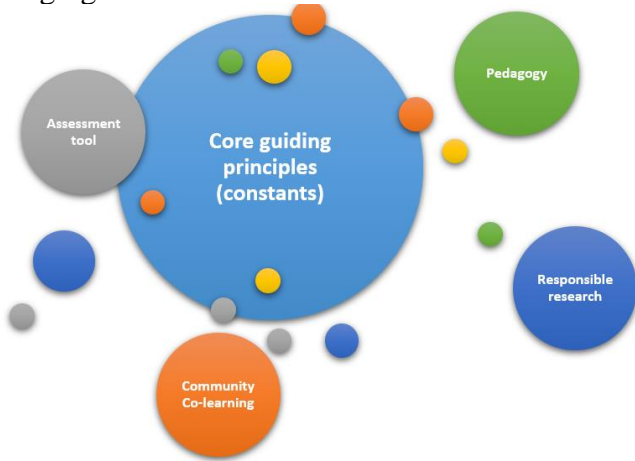 Pedagogy
Assessment
tool
Core guiding
principles
(constants)
Responsible
research
Community
Co-learning